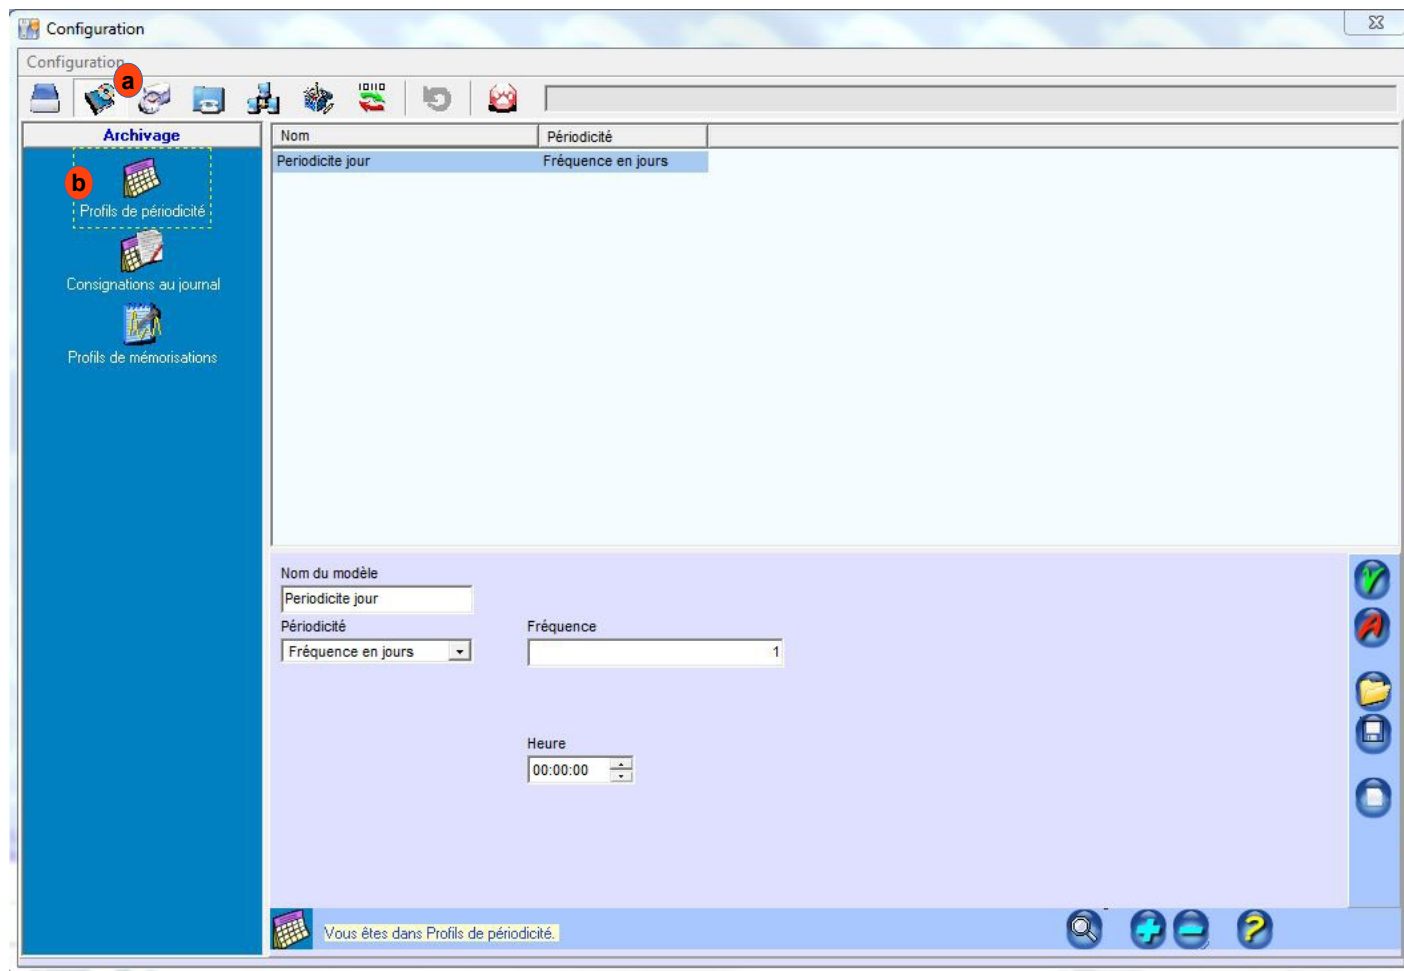 Configuration
Configuration
a
Archivage
Nom Périodicité
Periodicite jour Fréquence en jours
b
Profils de périodicité
Consignations au journal
Profils de mémorisations
Nom du modèle
Periodicite jour
Périodicité Fréquence
Fréquence en jours 1
Heure
00:00:00
Vous êtes dans Profils de périodicité.